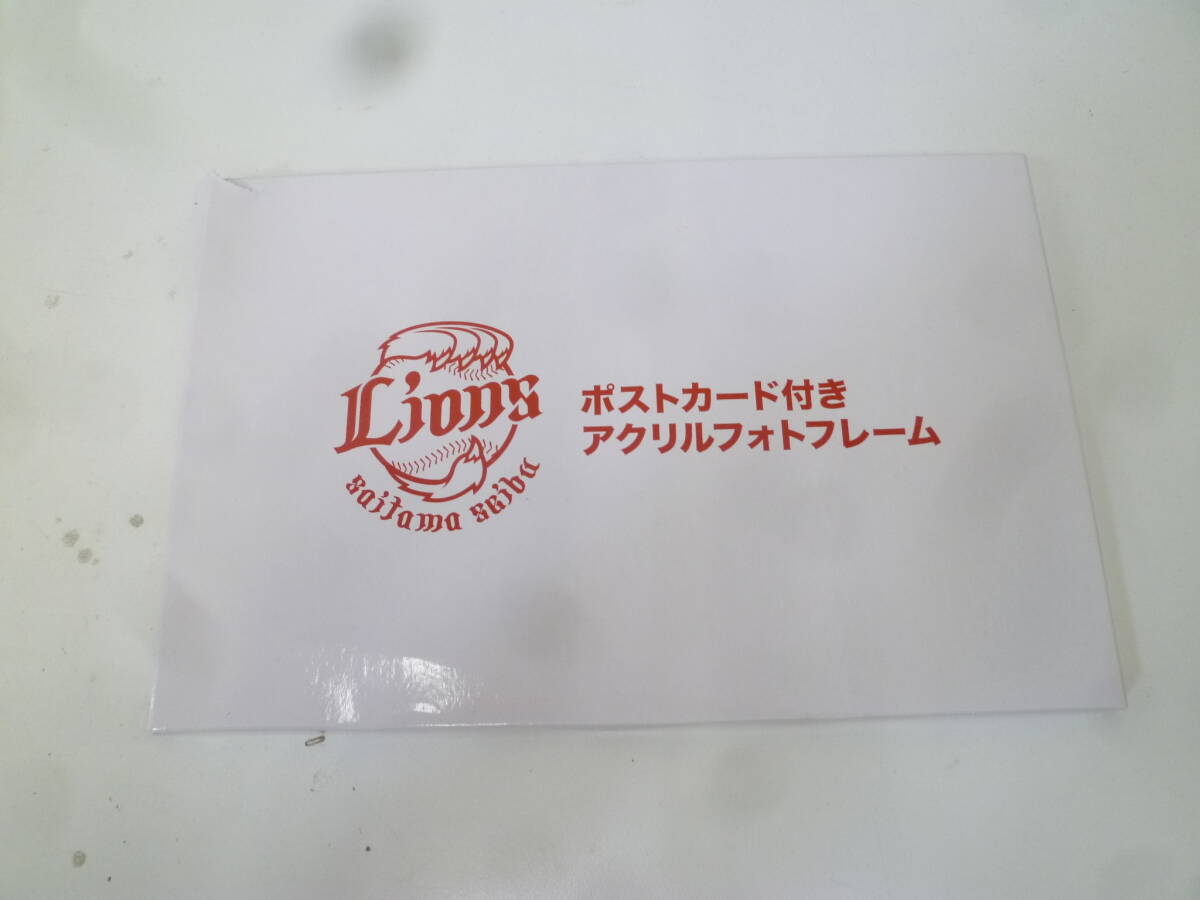 Lions
saitama seibu
ポストカード付き
アクリルフォトフレーム